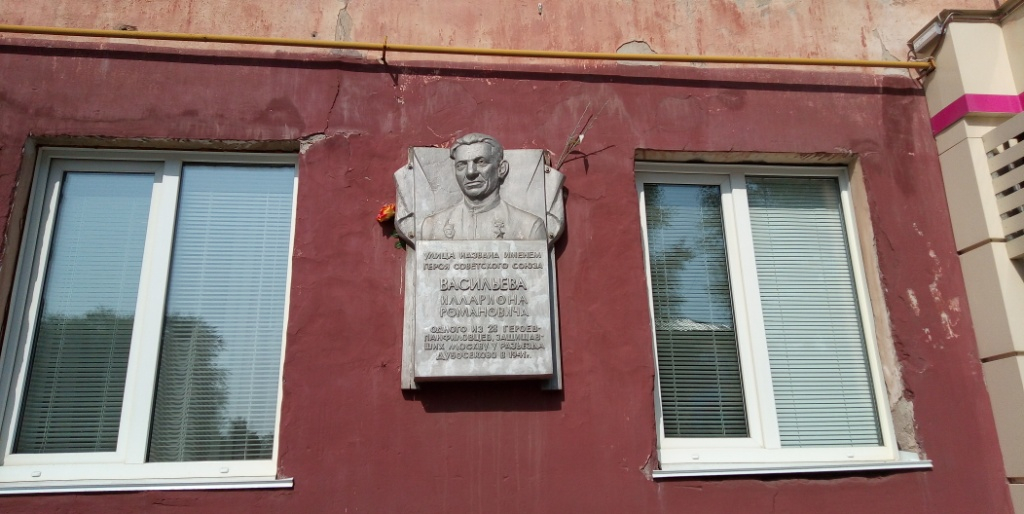 УЛИЦА НАЗВАНА ИМЕНЕМ
ГЕРОЯ СОВЕТСКОГО СОЮЗА
ВАСИЛЬЕВА
ИЛЛАРИОНА
РОМАНОВИЧА
ОДНОГО ИЗ 28 ГЕРОЕВ-
ПАНФИЛОВЦЕВ, ЗАЩИЩАВ-
ШИХ МОСКВУ У РАЗЪЕЗДА
ДУБОСЕКОВО В 1941г.